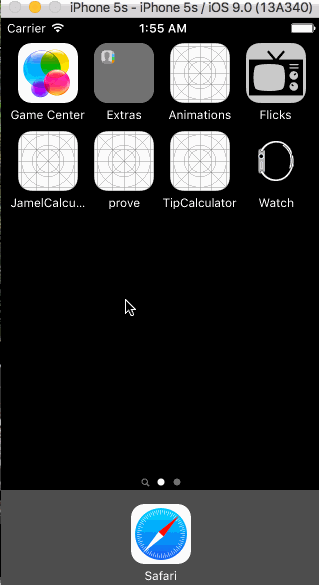 iPhone 5s - iPhone 5s / iOS 9.0 (13A340)
Carrier 1:55 AM
Game Center Extras Animations Flicks
JamelCalcu... prove TipCalculator Watch
Safari